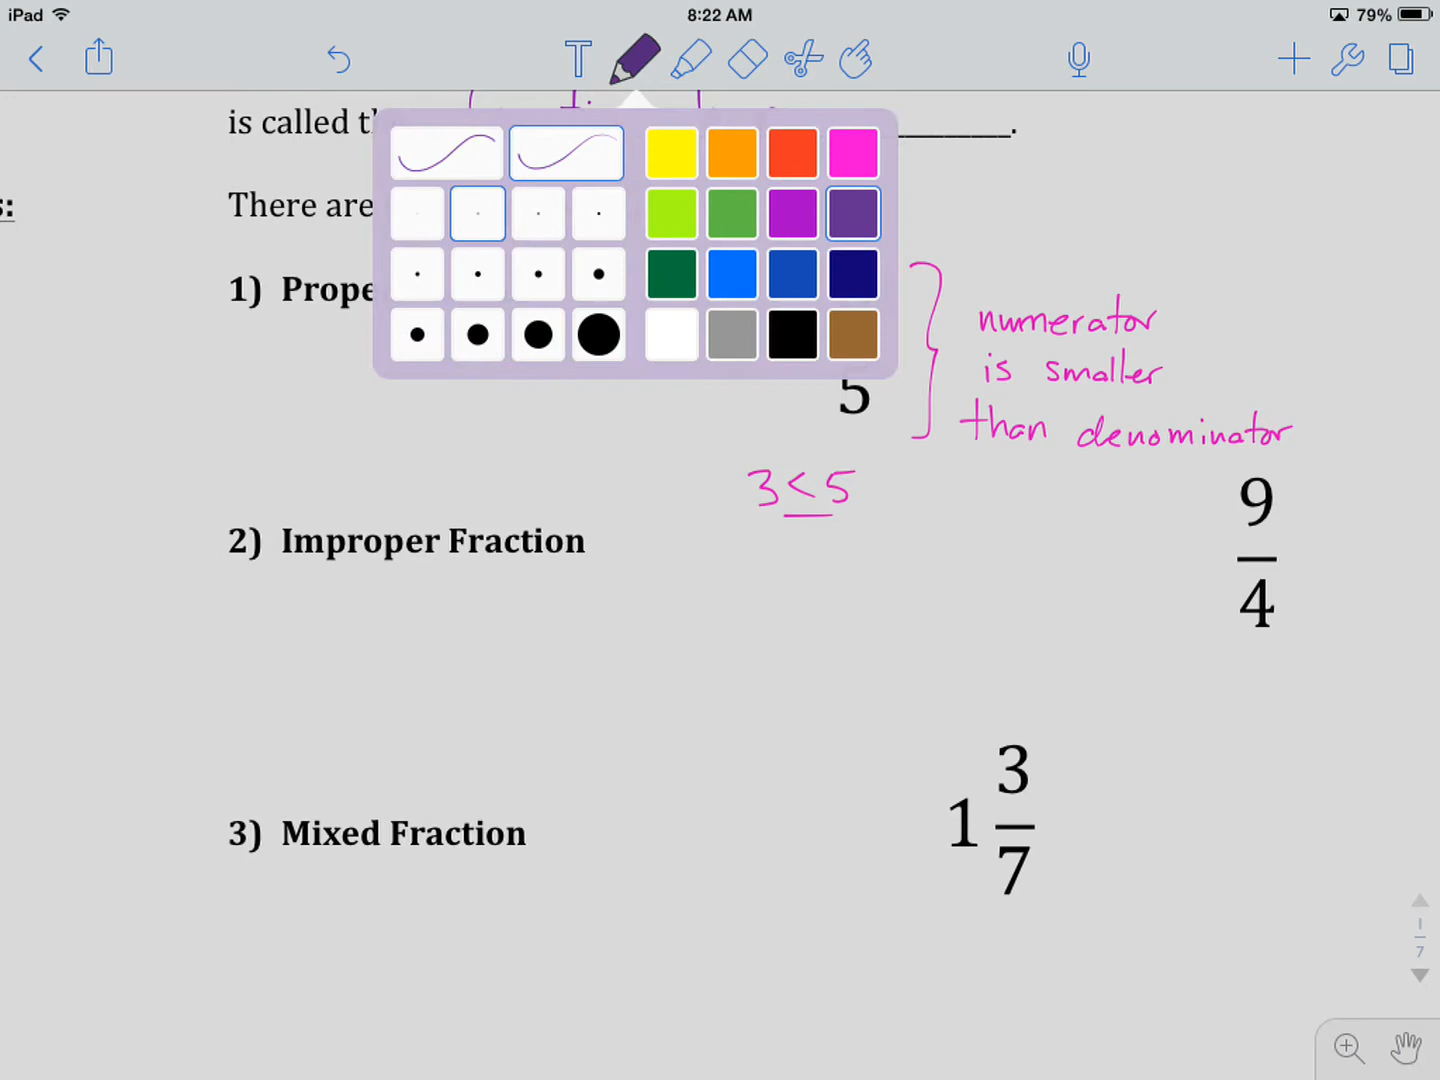 iPad 8:22 AM 79%
T
is called t .
s:
There are
1) Prope
numerator
is smaller
than denominator
5
3 < 5
9
4
2) Improper Fraction
3
1
7
3) Mixed Fraction
1
7